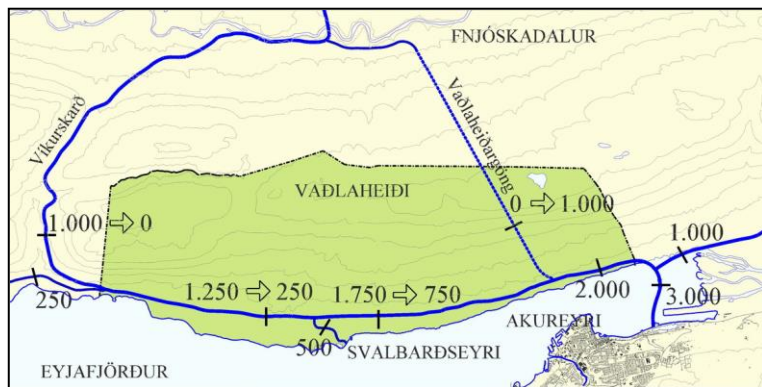 FNJÓSKADALUR
Víkurskarð
Vaðlaheiðargöng
VAÐLAHEIÐI
1.000 ⇨ 0
0 ⇨ 1.000
1.000
250
1.250 ⇨ 250
1.750 ⇨ 750
2.000
3.000
500
SVALBARÐSEYRI
AKUREYRI
EYJAFJÖRÐUR